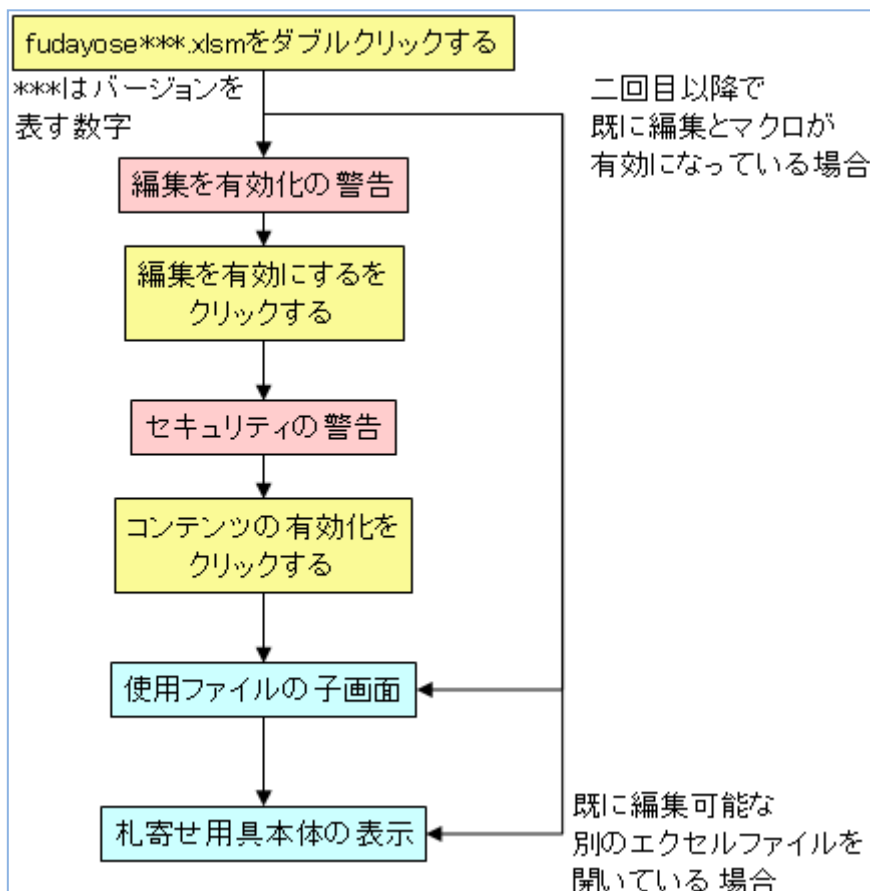 fudayose***.xlsmをダブルクリックする
***はバージョンを
表す数字
二回目以降で
既に編集とマクロが
有効になっている場合
編集を有効化の警告
編集を有効にするを
クリックする
セキュリティの警告
コンテンツの有効化を
クリックする
使用ファイルの子画面
札寄せ用具本体の表示
既に編集可能な
別のエクセルファイルを
開いている場合